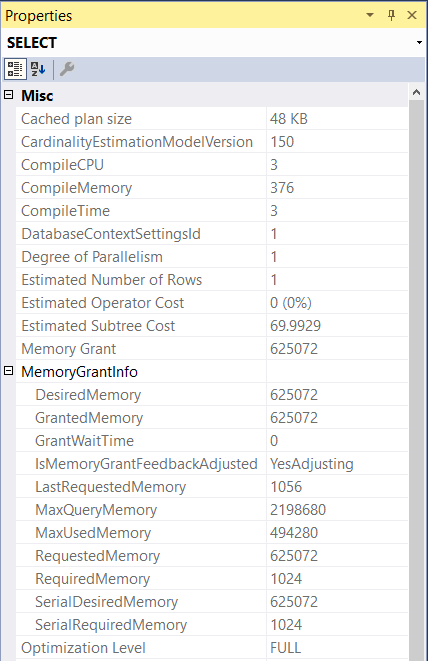 Properties
SELECT
Misc
Cached plan size 48 KB
CardinalityEstimationModelVersion 150
CompileCPU 3
CompileMemory 376
CompileTime 3
DatabaseContextSettingsId 1
Degree of Parallelism 1
Estimated Number of Rows 1
Estimated Operator Cost 0 (0%)
Estimated Subtree Cost 69.9929
Memory Grant 625072
MemoryGrantInfo
DesiredMemory 625072
GrantedMemory 625072
GrantWaitTime 0
IsMemoryGrantFeedbackAdjusted YesAdjusting
LastRequestedMemory 1056
MaxQueryMemory 2198680
MaxUsedMemory 494280
RequestedMemory 625072
RequiredMemory 1024
SerialDesiredMemory 625072
SerialRequiredMemory 1024
Optimization Level FULL